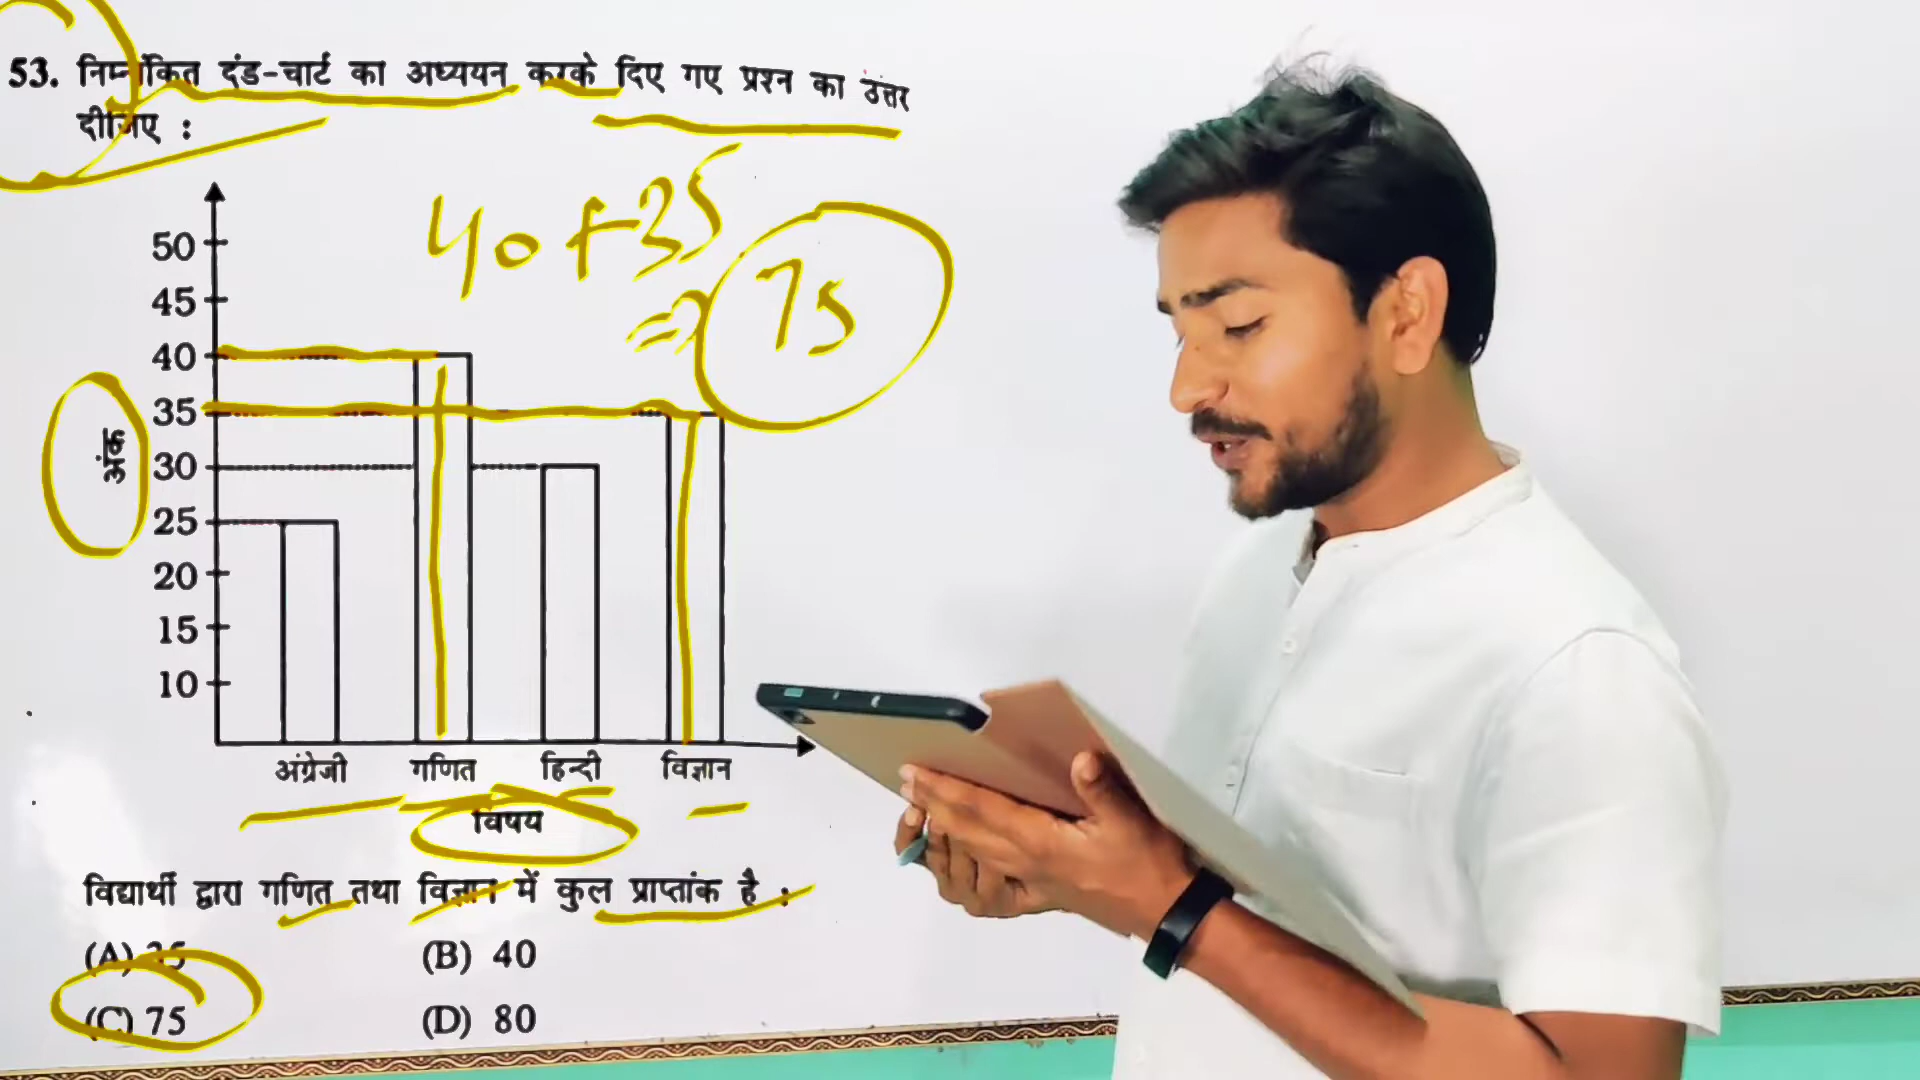 53. निम्नांकित दंड-चार्ट का अध्ययन करके दिए गए प्रश्न का उत्तर
दीजिए :
40+35
⇒ 75
50
45
40
35
30
25
20
15
10
अंक
अंग्रेजी गणित हिन्दी विज्ञान
विषय
विद्यार्थी द्वारा गणित तथा विज्ञान में कुल प्राप्तांक है :
(A) 35 (B) 40
(C) 75 (D) 80